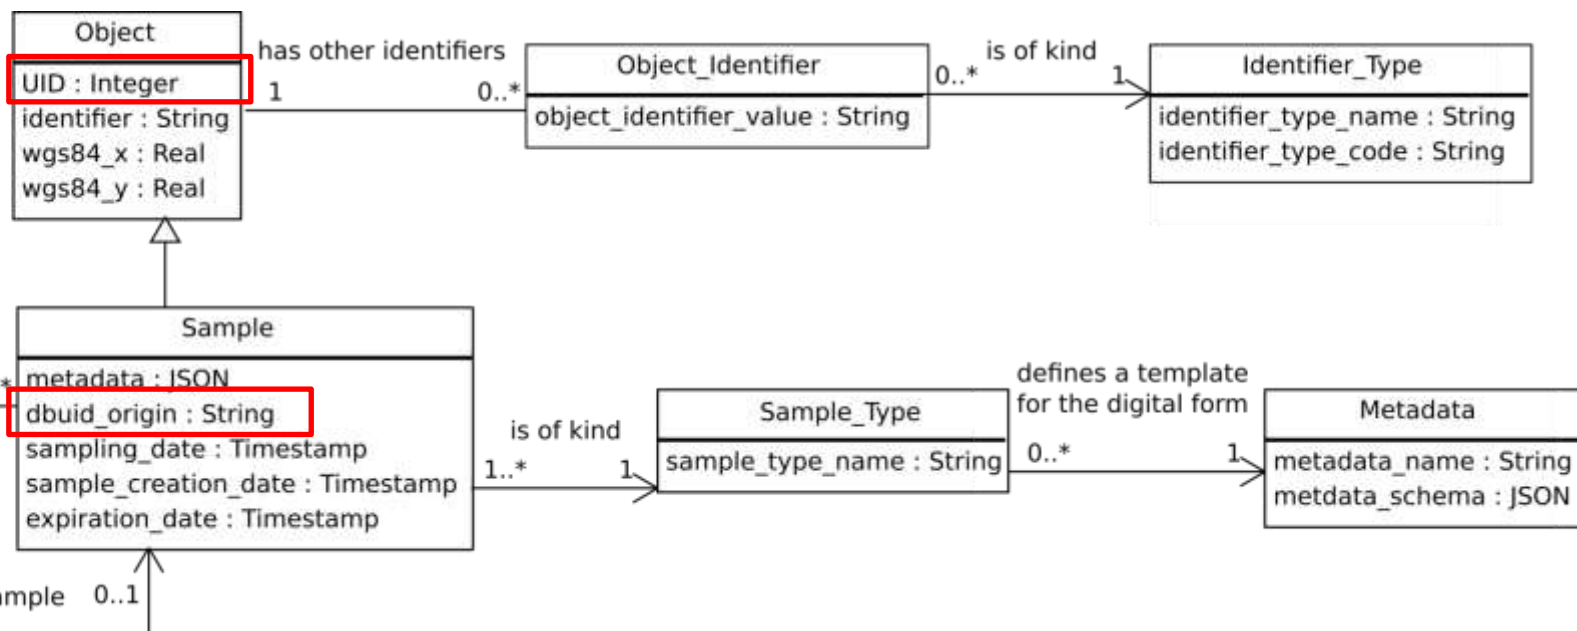 Object
UID : Integer
identifier : String
wgs84_x : Real
wgs84_y : Real
has other identifiers
1
0..*
Object_Identifier
object_identifier_value : String
0..*
is of kind
1
Identifier_Type
identifier_type_name : String
identifier_type_code : String
Sample
metadata : JSON
dbuid_origin : String
sampling_date : Timestamp
sample_creation_date : Timestamp
expiration_date : Timestamp
*
is of kind
1..*
1
Sample_Type
sample_type_name : String
defines a template
for the digital form
0..*
1
Metadata
metadata_name : String
metdata_schema : JSON
0..1